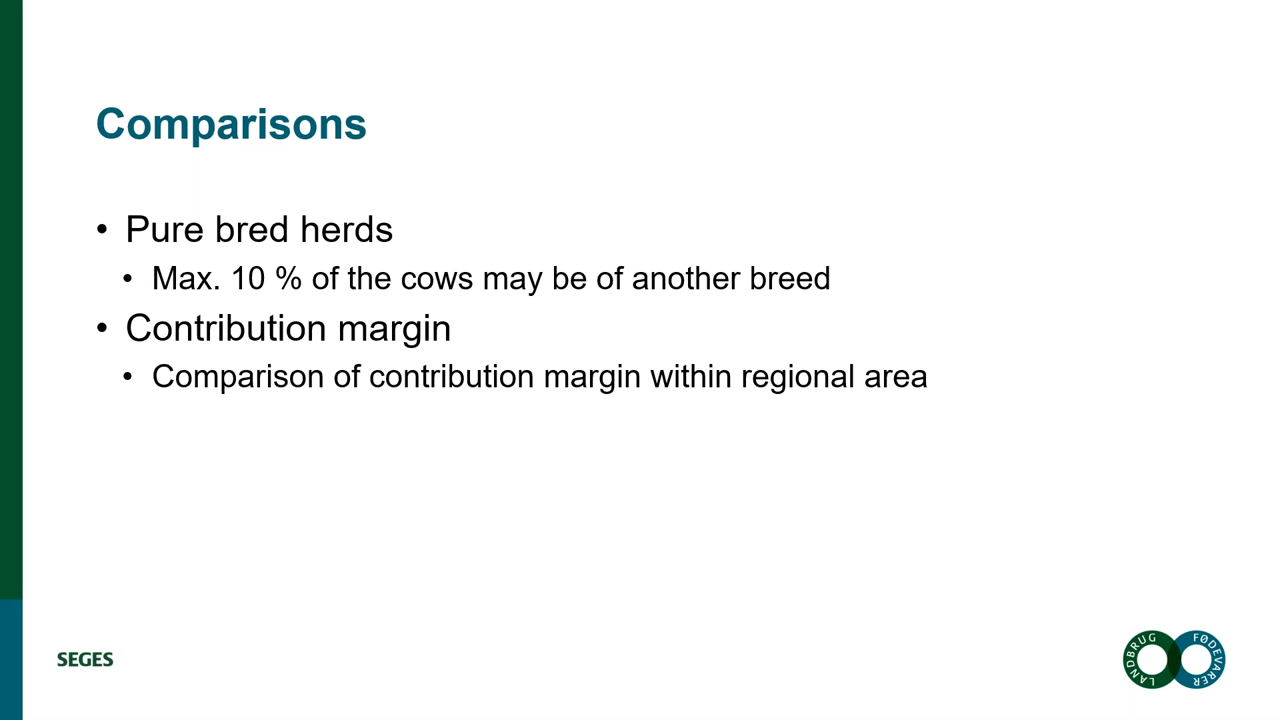 Comparisons
• Pure bred herds
• Max. 10 % of the cows may be of another breed
• Contribution margin
• Comparison of contribution margin within regional area
SEGES
LANDBRUG FØDEVARER